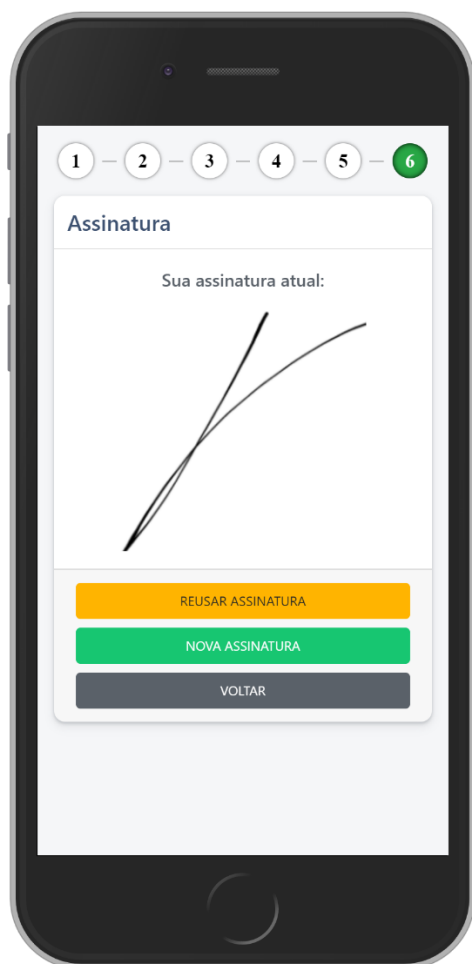 1 2 3 4 5 6
Assinatura
Sua assinatura atual:
REUSAR ASSINATURA
NOVA ASSINATURA
VOLTAR